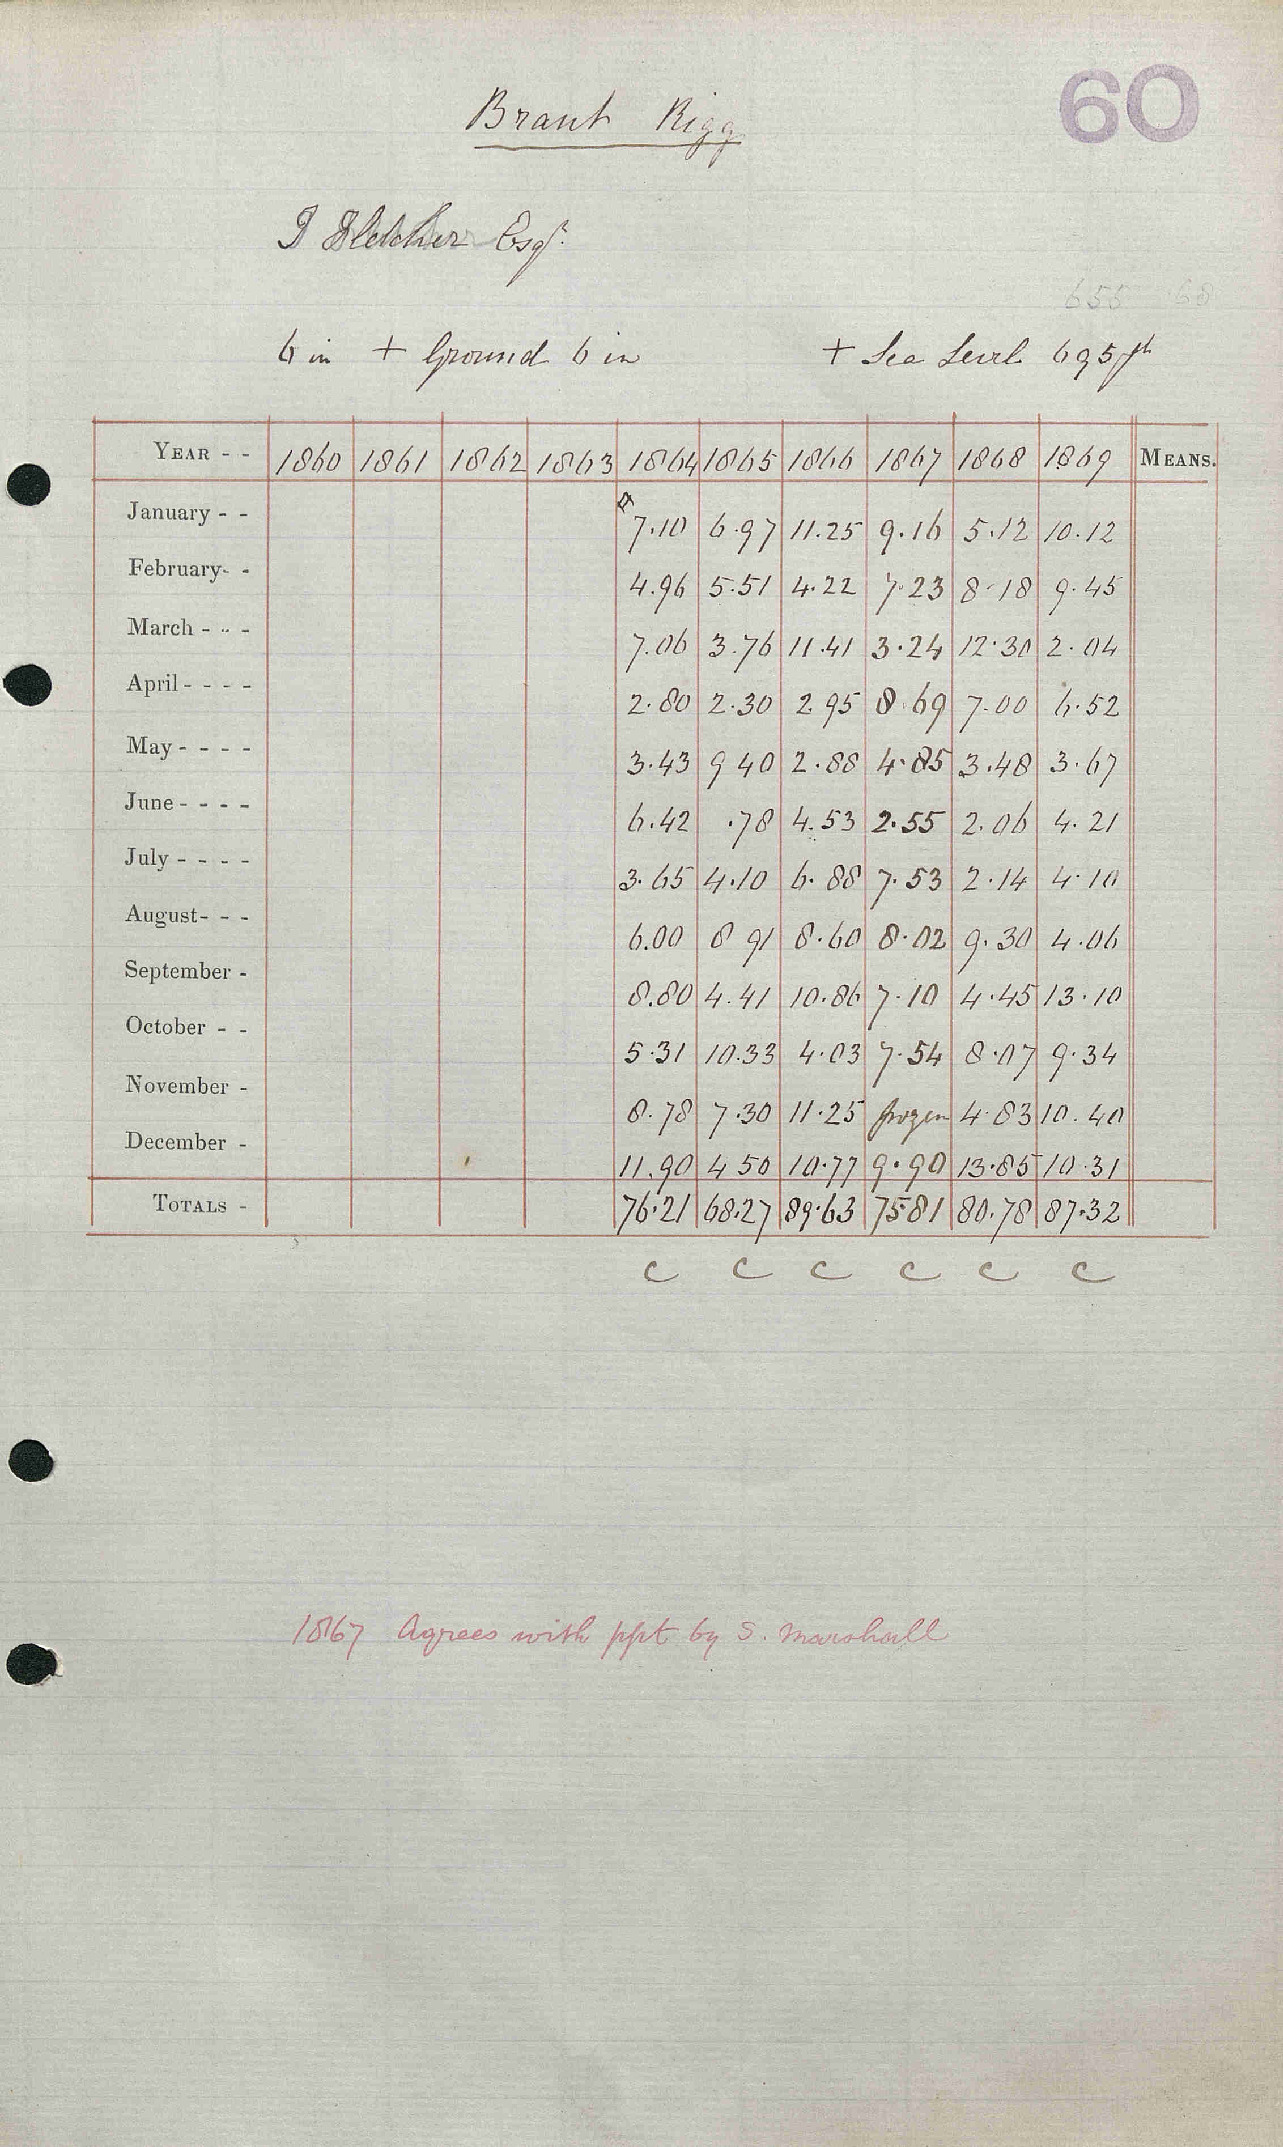 60
Brant Rigg
I Fletcher Esqr.
6 in + Ground 6 in + Sea Level 695 ft
YEAR - - 1860 1861 1862 1863 1864 1865 1866 1867 1868 1869 MEANS.
January - - 7.10 6.97 11.25 9.16 5.12 10.12
February- - 4.96 5.51 4.22 7.23 8.18 9.45
March - - - 7.06 3.76 11.41 3.24 12.30 2.04
April - - - - 2.80 2.30 2.95 8.69 7.00 6.52
May - - - - 3.43 9 40 2.88 4.85 3.48 3.67
June - - - - 6.42 .78 4.53 2.55 2.06 4.21
July - - - - 3.65 4.10 6.88 7.53 2.14 4.10
August- - - 6.00 8 91 8.60 8.02 9.30 4.06
September - 8.80 4.41 10.86 7.10 4.45 13.10
October - - 5.31 10.33 4.03 7.54 8.07 9.34
November - 8.78 7.30 11.25 frozen 4.83 10.40
December - 11.90 4 50 10.77 9.90 13.85 10.31
TOTALS - 76.21 68.27 89.63 75.81 80.78 87.32
C C C C C C
1867 Agrees with ppt by S. Marshall